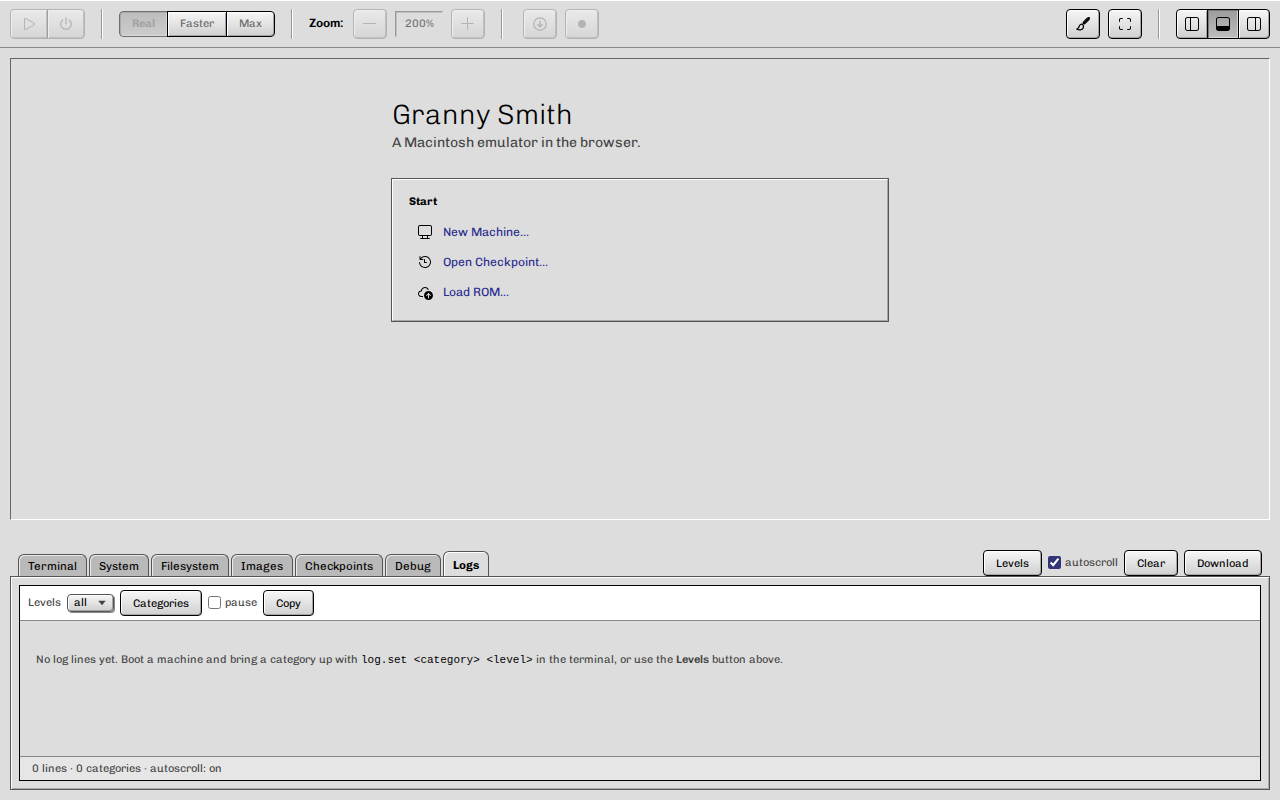 Real Faster Max Zoom: 200%
Granny Smith
A Macintosh emulator in the browser.
Start
New Machine...
Open Checkpoint...
Load ROM...
Terminal System Filesystem Images Checkpoints Debug Logs Levels autoscroll Clear Download
Levels all Categories pause Copy
No log lines yet. Boot a machine and bring a category up with log.set <category> <level> in the terminal, or use the Levels button above.
0 lines · 0 categories · autoscroll: on